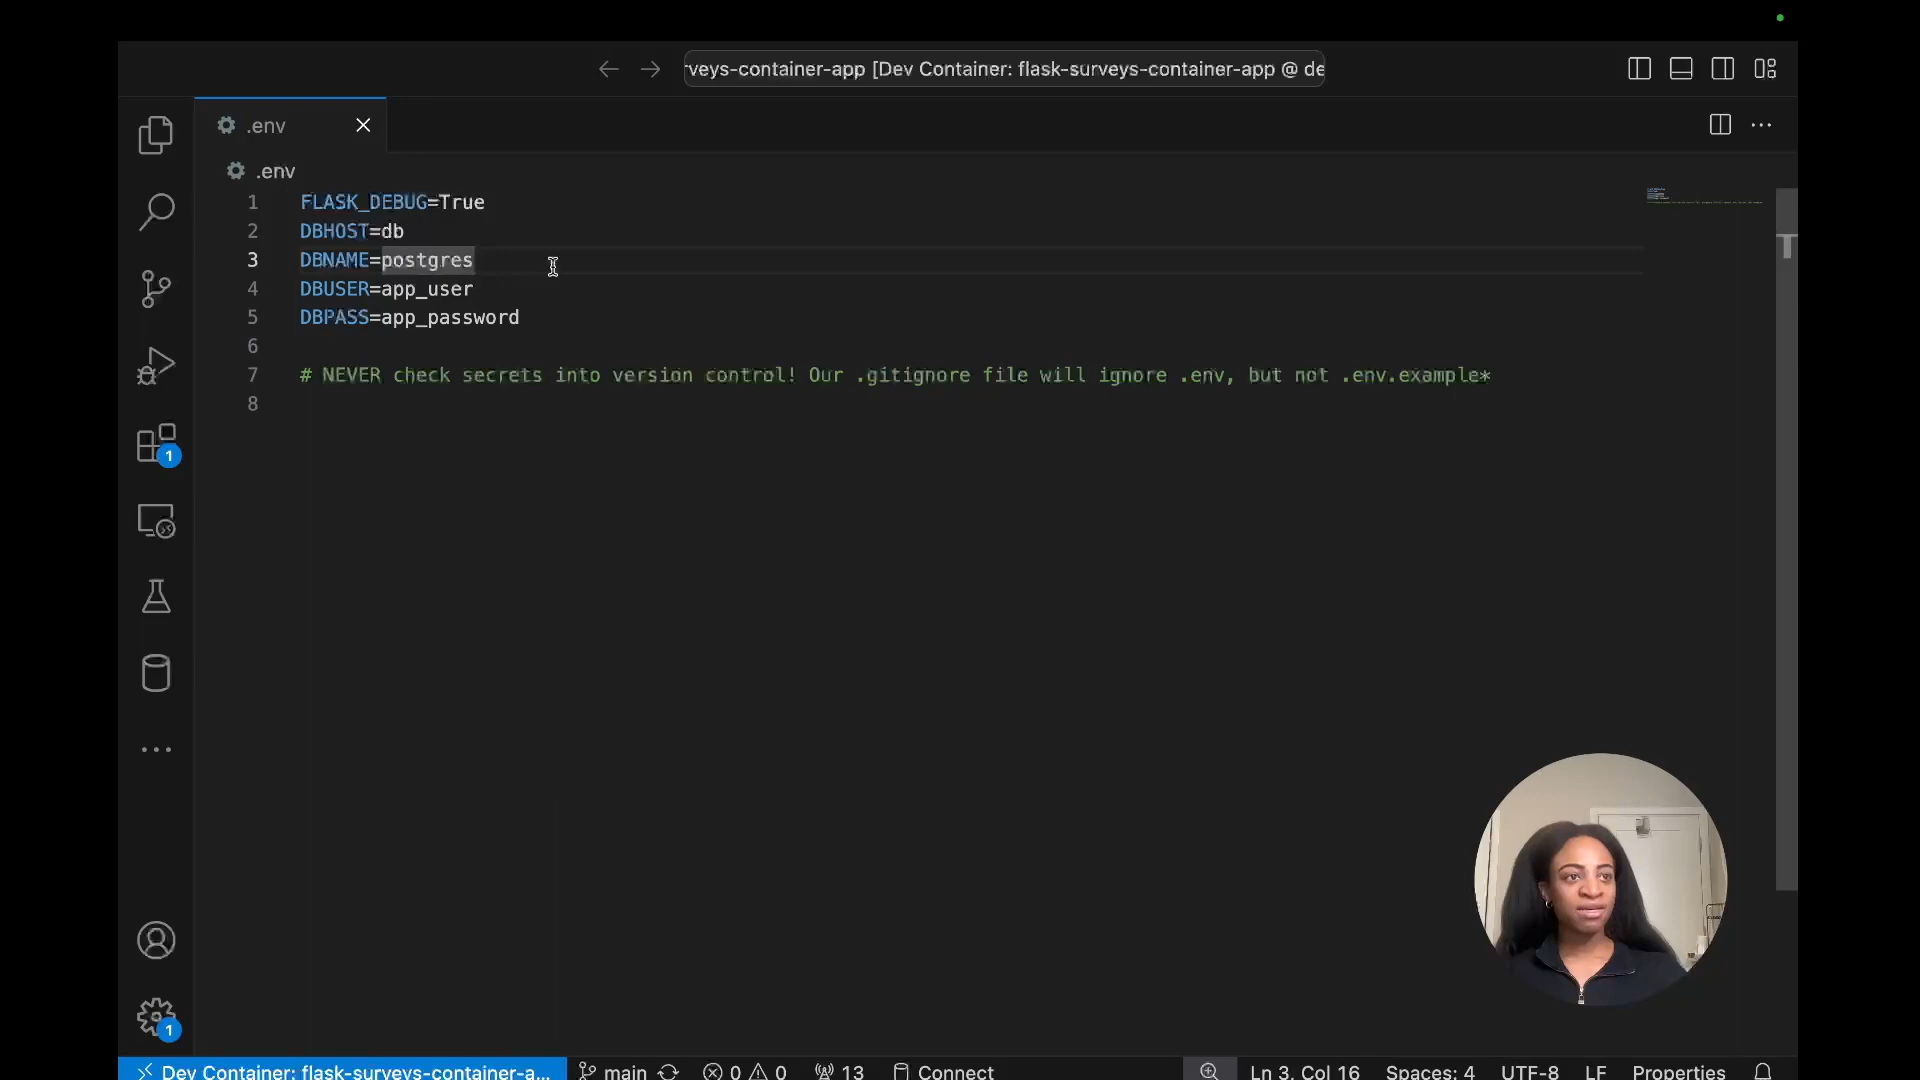 rveys-container-app [Dev Container: flask-surveys-container-app @ de
.env
.env
1 FLASK_DEBUG=True
2 DBHOST=db
3 DBNAME=postgres
4 DBUSER=app_user
5 DBPASS=app_password
6
7 # NEVER check secrets into version control! Our .gitignore file will ignore .env, but not .env.example*
8
1
1
Dev Container: flask-surveys-container-a... main 0 0 13 Connect Ln 3, Col 16 Spaces: 4 UTF-8 LF Properties